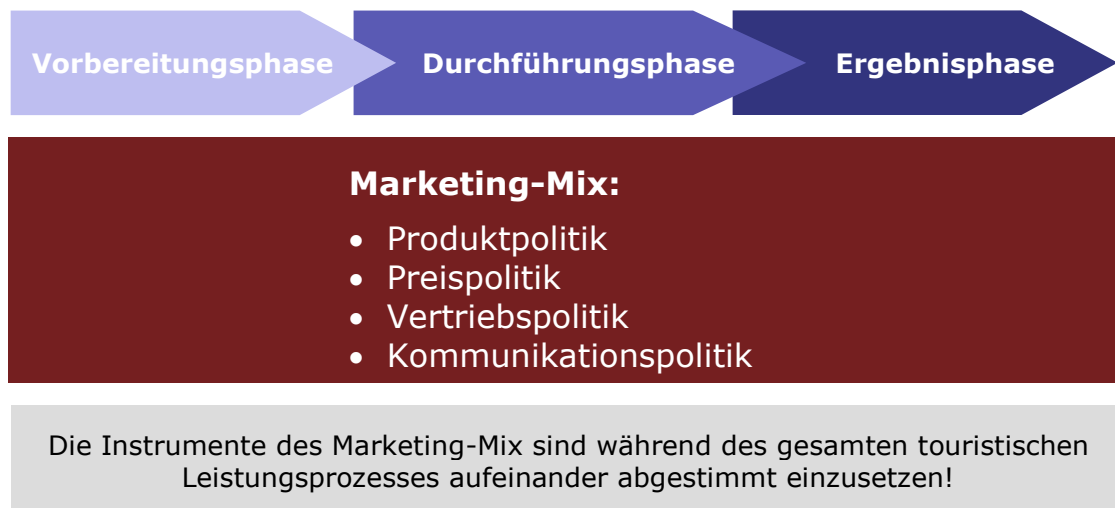 Vorbereitungsphase Durchführungsphase Ergebnisphase
Marketing-Mix:
• Produktpolitik
• Preispolitik
• Vertriebspolitik
• Kommunikationspolitik
Die Instrumente des Marketing-Mix sind während des gesamten touristischen
Leistungsprozesses aufeinander abgestimmt einzusetzen!